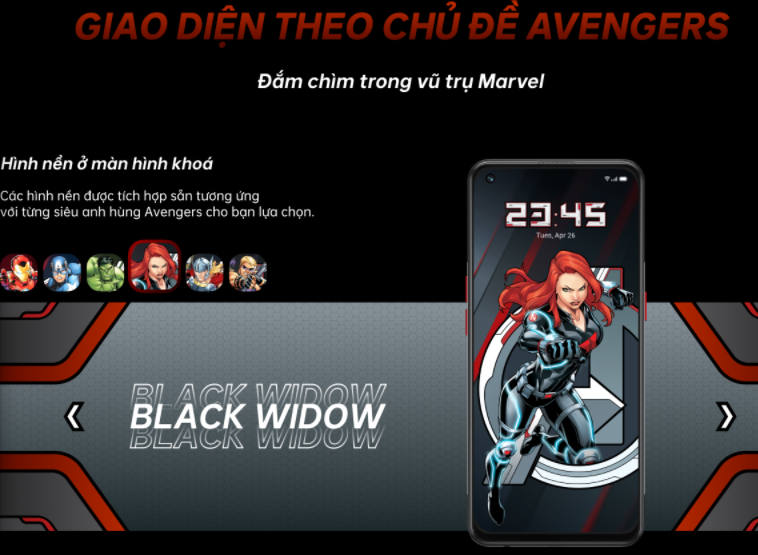 GIAO DIỆN THEO CHỦ ĐỀ AVENGERS
Đắm chìm trong vũ trụ Marvel
Hình nền ở màn hình khoá
Các hình nền được tích hợp sẵn tương ứng
với từng siêu anh hùng Avengers cho bạn lựa chọn.
23:45
Tues, Apr 26
BLACK WIDOW
BLACK WIDOW
BLACK WIDOW